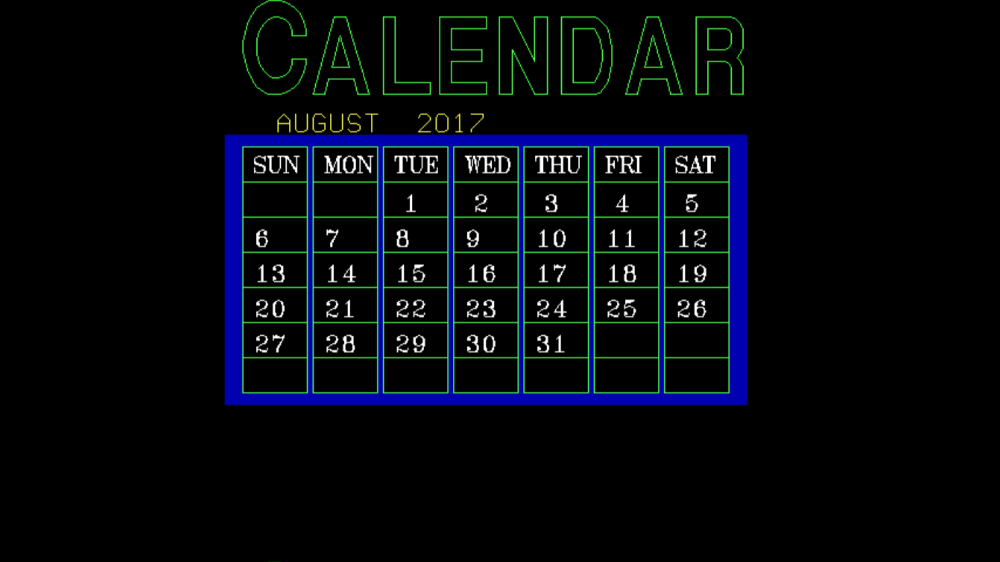 CALENDAR
AUGUST 2017
SUN MON TUE WED THU FRI SAT
1 2 3 4 5
6 7 8 9 10 11 12
13 14 15 16 17 18 19
20 21 22 23 24 25 26
27 28 29 30 31